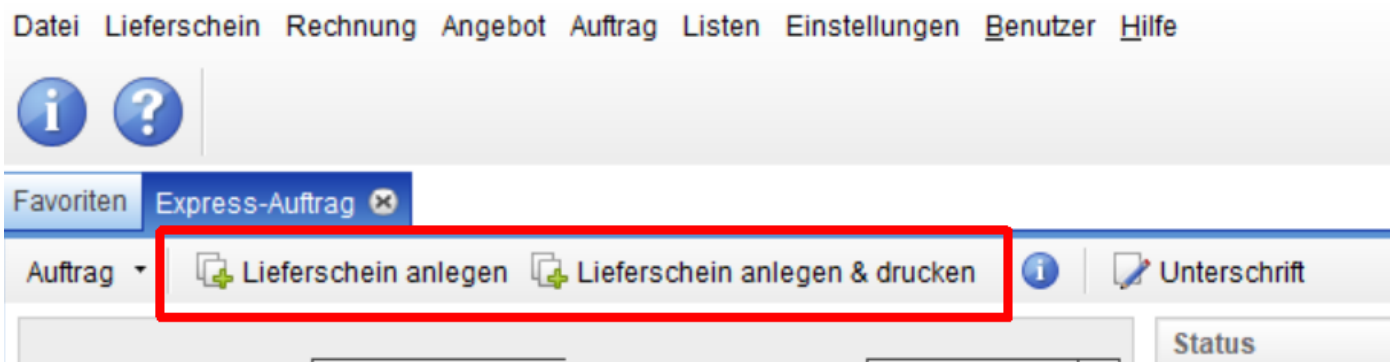 Datei Lieferschein Rechnung Angebot Auftrag Listen Einstellungen Benutzer Hilfe
i ?
Favoriten Express-Auftrag
Auftrag Lieferschein anlegen Lieferschein anlegen & drucken i Unterschrift
Status